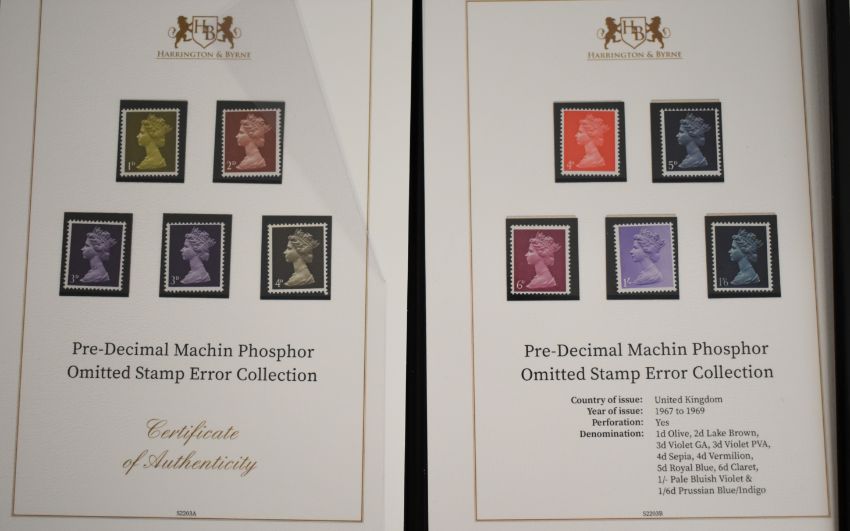 HB
HARRINGTON & BYRNE
1D
2D
3D
3D
4D
Pre-Decimal Machin Phosphor
Omitted Stamp Error Collection
Certificate
of Authenticity
S2203A
HB
HARRINGTON & BYRNE
4D
5D
6D
1/-
1/6
Pre-Decimal Machin Phosphor
Omitted Stamp Error Collection
Country of issue: United Kingdom
Year of issue: 1967 to 1969
Perforation: Yes
Denomination: 1d Olive, 2d Lake Brown,
3d Violet GA, 3d Violet PVA,
4d Sepia, 4d Vermilion,
5d Royal Blue, 6d Claret,
1/- Pale Bluish Violet &
1/6d Prussian Blue/Indigo
S2203B